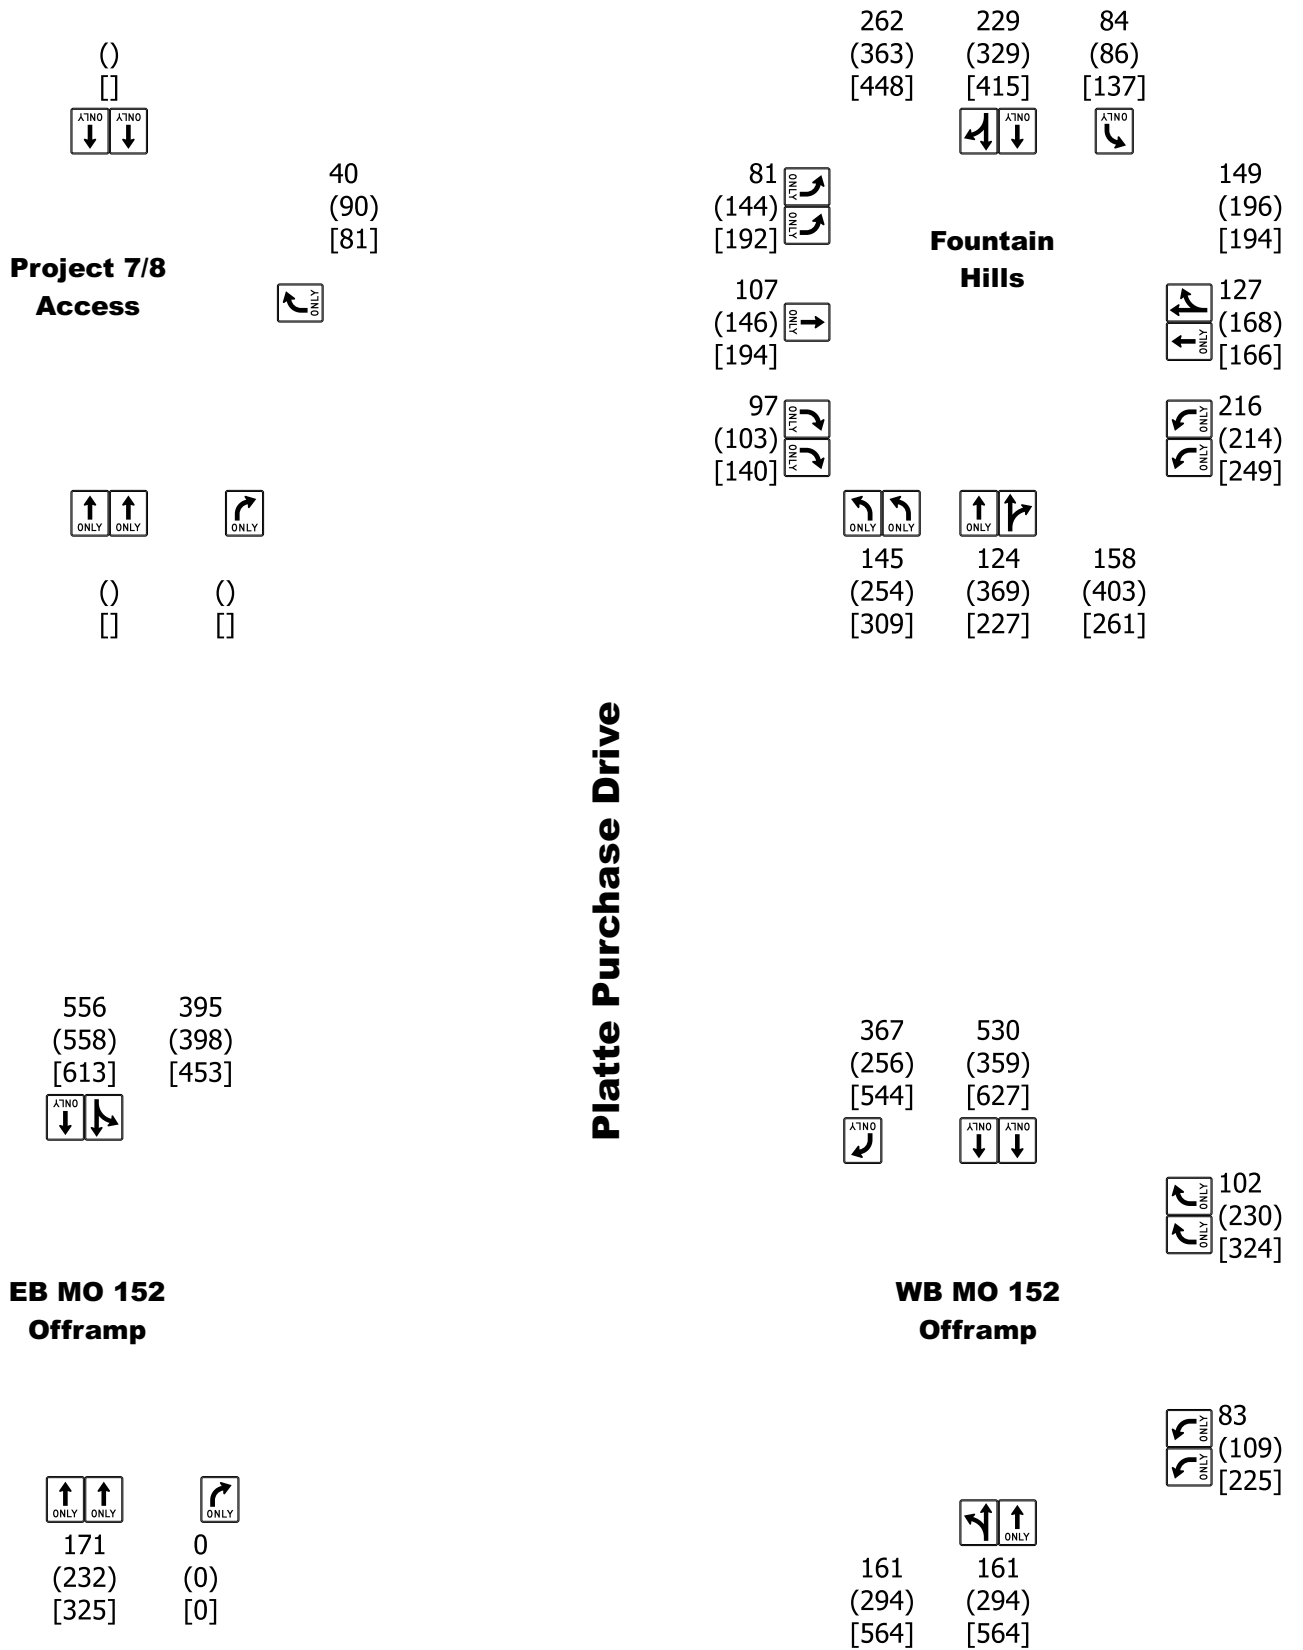 ()
[]
ONLY ONLY
40
(90)
[81]
Project 7/8
Access
ONLY
ONLY ONLY ONLY
() ()
[] []
262 229 84
(363) (329) (86)
[448] [415] [137]
ONLY ONLY
81 ONLY 149
(144) ONLY (196)
[192] [194]
Fountain
Hills
107 127
(146) ONLY (168)
[194] ONLY [166]
97 ONLY ONLY 216
(103) ONLY ONLY (214)
[140] [249]
ONLY ONLY ONLY
145 124 158
(254) (369) (403)
[309] [227] [261]
Platte Purchase Drive
556 395
(558) (398)
[613] [453]
ONLY
EB MO 152
Offramp
ONLY ONLY ONLY
171 0
(232) (0)
[325] [0]
367 530
(256) (359)
[544] [627]
ONLY ONLY ONLY
ONLY 102
ONLY (230)
[324]
WB MO 152
Offramp
ONLY 83
ONLY (109)
[225]
ONLY
161 161
(294) (294)
[564] [564]